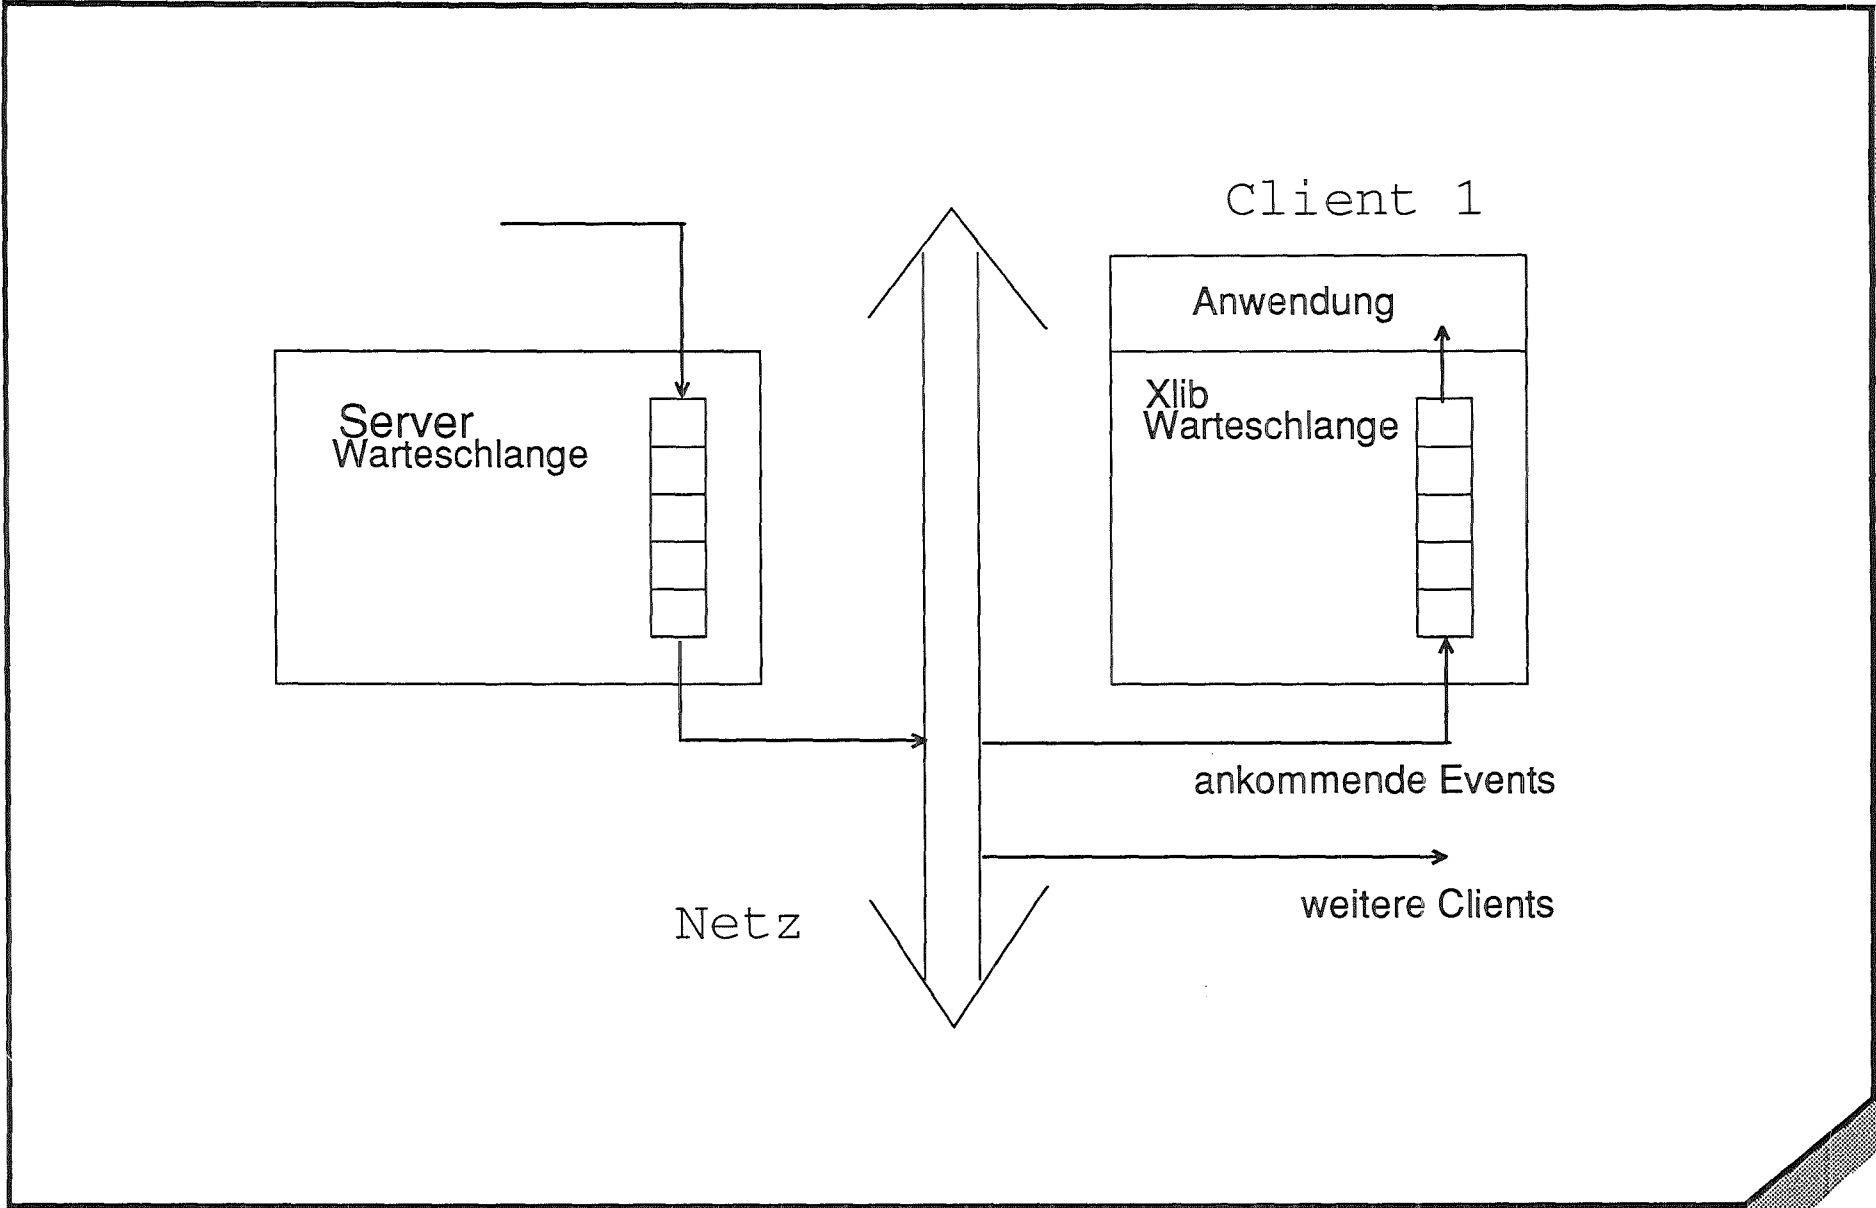 Client 1
Anwendung
Xlib
Warteschlange
Server
Warteschlange
ankommende Events
weitere Clients
Netz